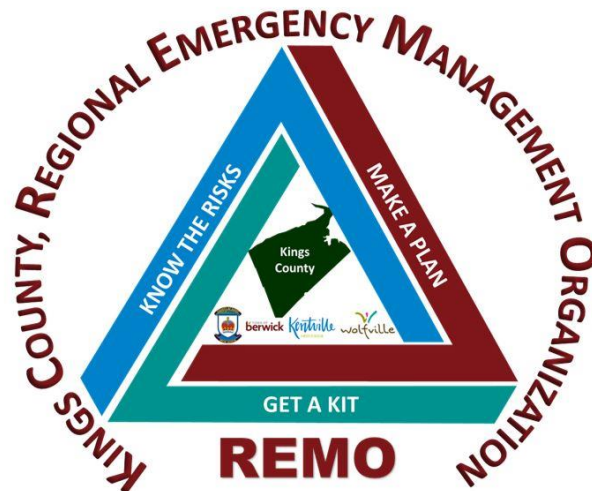 KINGS COUNTY, REGIONAL EMERGENCY MANAGEMENT ORGANIZATION
KNOW THE RISKS
MAKE A PLAN
Kings
County
berwick
Kentville
wolfville
GET A KIT
REMO